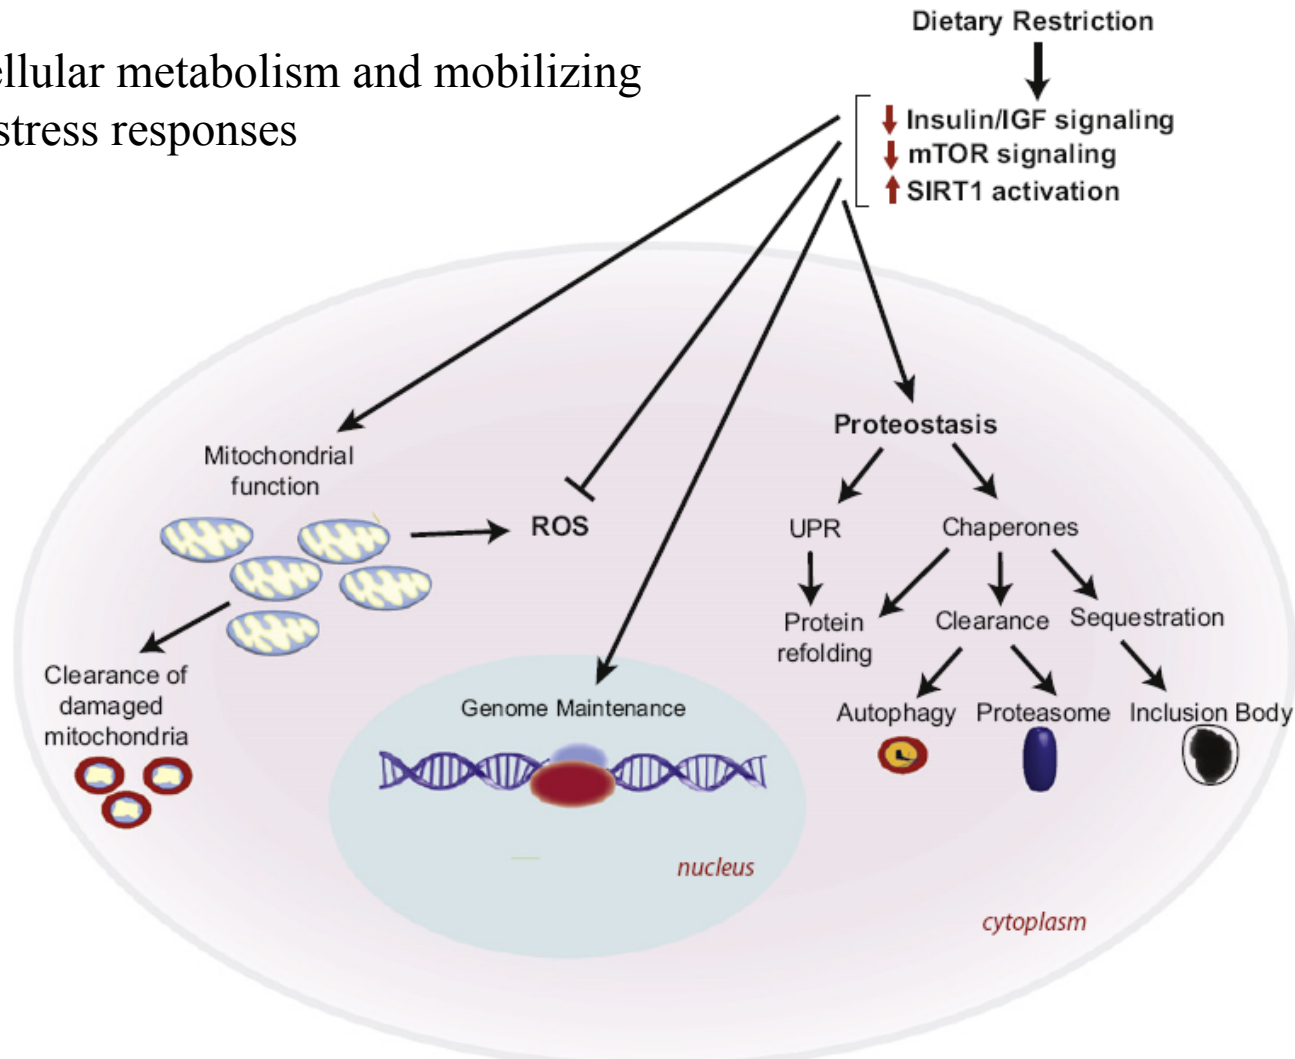 ellular metabolism and mobilizing
stress responses
Dietary Restriction
Insulin/IGF signaling
mTOR signaling
SIRT1 activation
Mitochondrial
function
ROS
Clearance of
damaged
mitochondria
Genome Maintenance
nucleus
Proteostasis
UPR
Chaperones
Protein
refolding
Clearance
Sequestration
Autophagy
Proteasome
Inclusion Body
cytoplasm